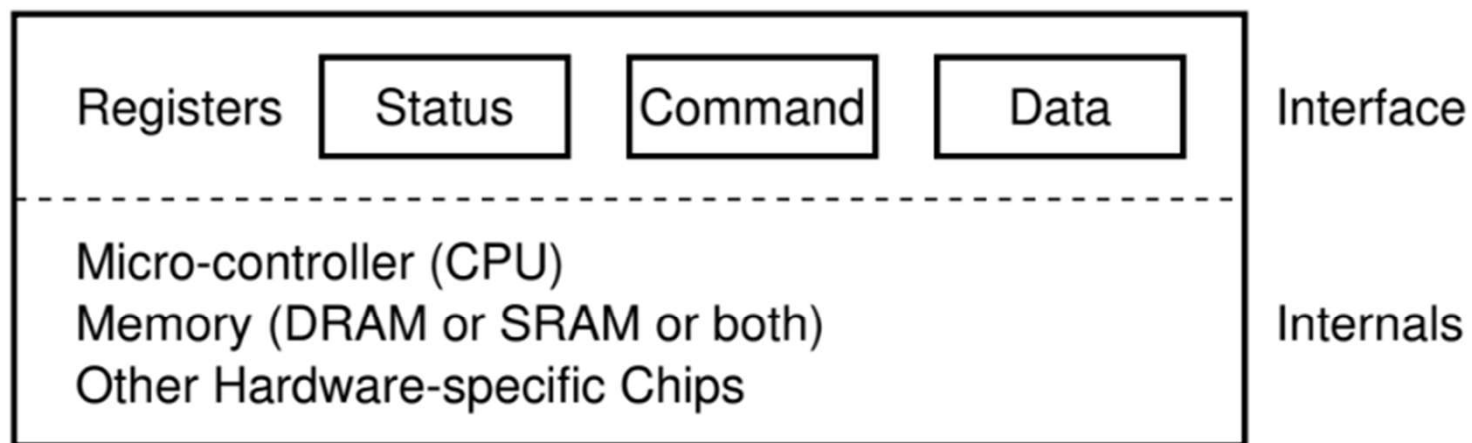 Registers Status Command Data Interface
Micro-controller (CPU)
Memory (DRAM or SRAM or both) Internals
Other Hardware-specific Chips